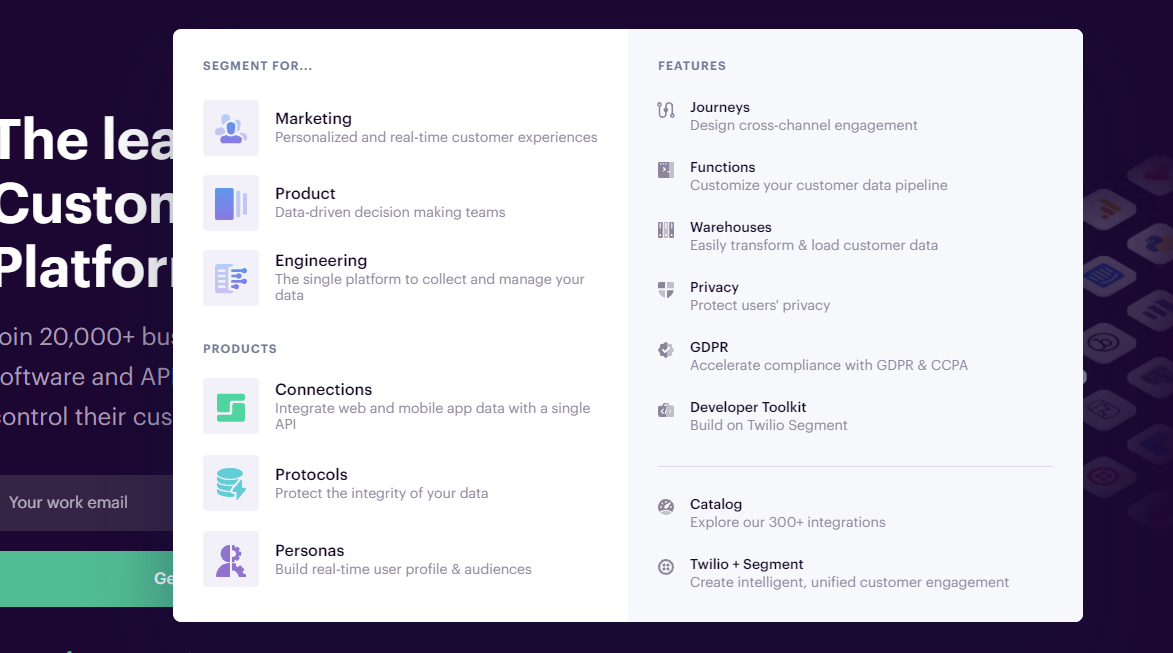 SEGMENT FOR...
Marketing
Personalized and real-time customer experiences
Product
Data-driven decision making teams
Engineering
The single platform to collect and manage your
data
PRODUCTS
Connections
Integrate web and mobile app data with a single
API
Protocols
Protect the integrity of your data
Personas
Build real-time user profile & audiences
FEATURES
Journeys
Design cross-channel engagement
Functions
Customize your customer data pipeline
Warehouses
Easily transform & load customer data
Privacy
Protect users' privacy
GDPR
Accelerate compliance with GDPR & CCPA
Developer Toolkit
Build on Twilio Segment
Catalog
Explore our 300+ integrations
Twilio + Segment
Create intelligent, unified customer engagement
The lea
Custom
Platfor
oin 20,000+ bus
oftware and API
control their cus
Your work email
Ge